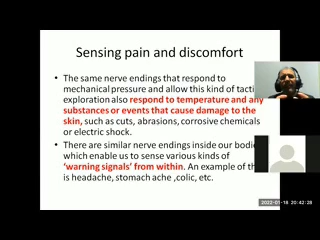 Sensing pain and discomfort
• The same nerve endings that respond to
mechanical pressure and allow this kind of tacti
exploration also respond to temperature and any
substances or events that cause damage to the
skin, such as cuts, abrasions, corrosive chemicals
or electric shock.
• There are similar nerve endings inside our bodie
which enable us to sense various kinds of
‘warning signals’ from within. An example of th
is headache, stomach ache ,colic, etc.
2022-01-18 20:42:28